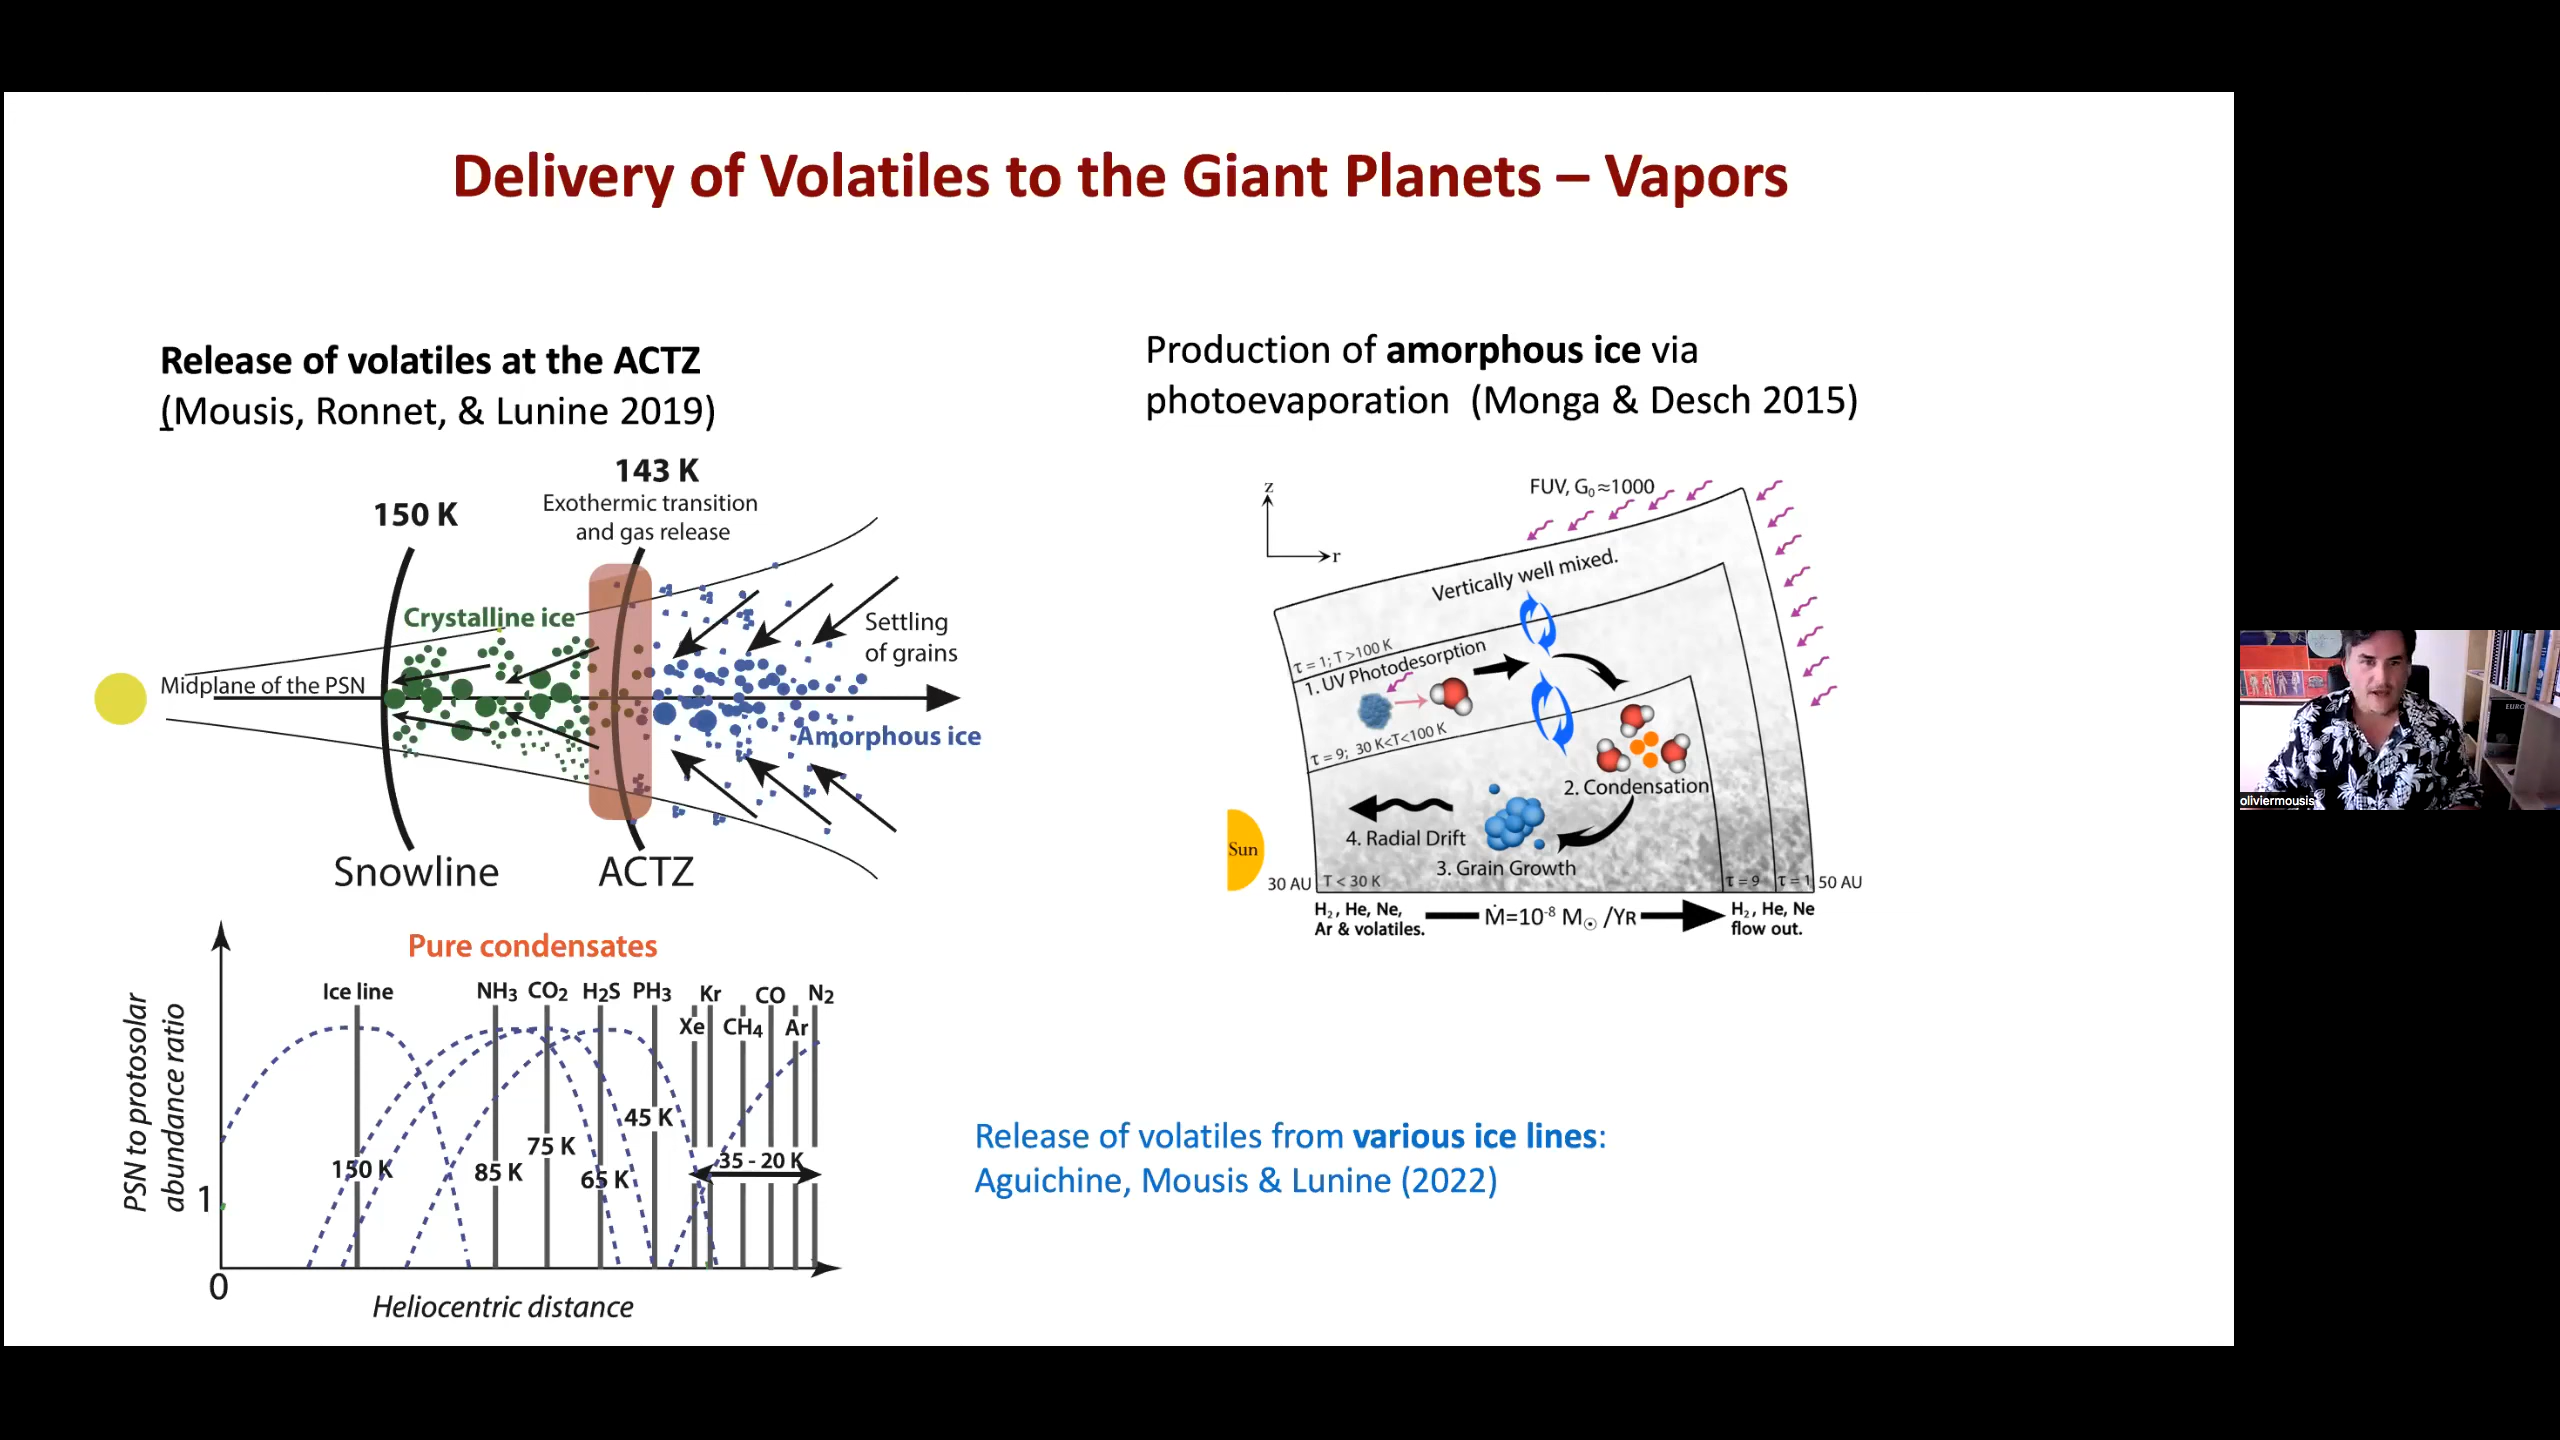 Delivery of Volatiles to the Giant Planets – Vapors
Release of volatiles at the ACTZ
(Mousis, Ronnet, & Lunine 2019)
143 K
Exothermic transition
and gas release
150 K
Crystalline ice
Settling
of grains
Midplane of the PSN
Amorphous ice
Snowline
ACTZ
Pure condensates
Ice line
NH3
CO2
H2S
PH3
Kr
CO
N2
Xe
CH4
Ar
45 K
75 K
35 - 20 K
150 K
85 K
65 K
PSN to protosolar
abundance ratio
1
0
Heliocentric distance
Production of amorphous ice via
photoevaporation (Monga & Desch 2015)
z
r
FUV, G0≈1000
Vertically well mixed.
τ = 1; T >100 K
1. UV Photodesorption
τ = 9; 30 K<T<100 K
2. Condensation
4. Radial Drift
3. Grain Growth
Sun
30 AU
T < 30 K
τ = 9
τ = 1
50 AU
H2, He, Ne,
Ar & volatiles.
Ṁ=10-8 M⊙ /YR
H2, He, Ne
flow out.
Release of volatiles from various ice lines:
Aguichine, Mousis & Lunine (2022)
EURO
oliviermousis